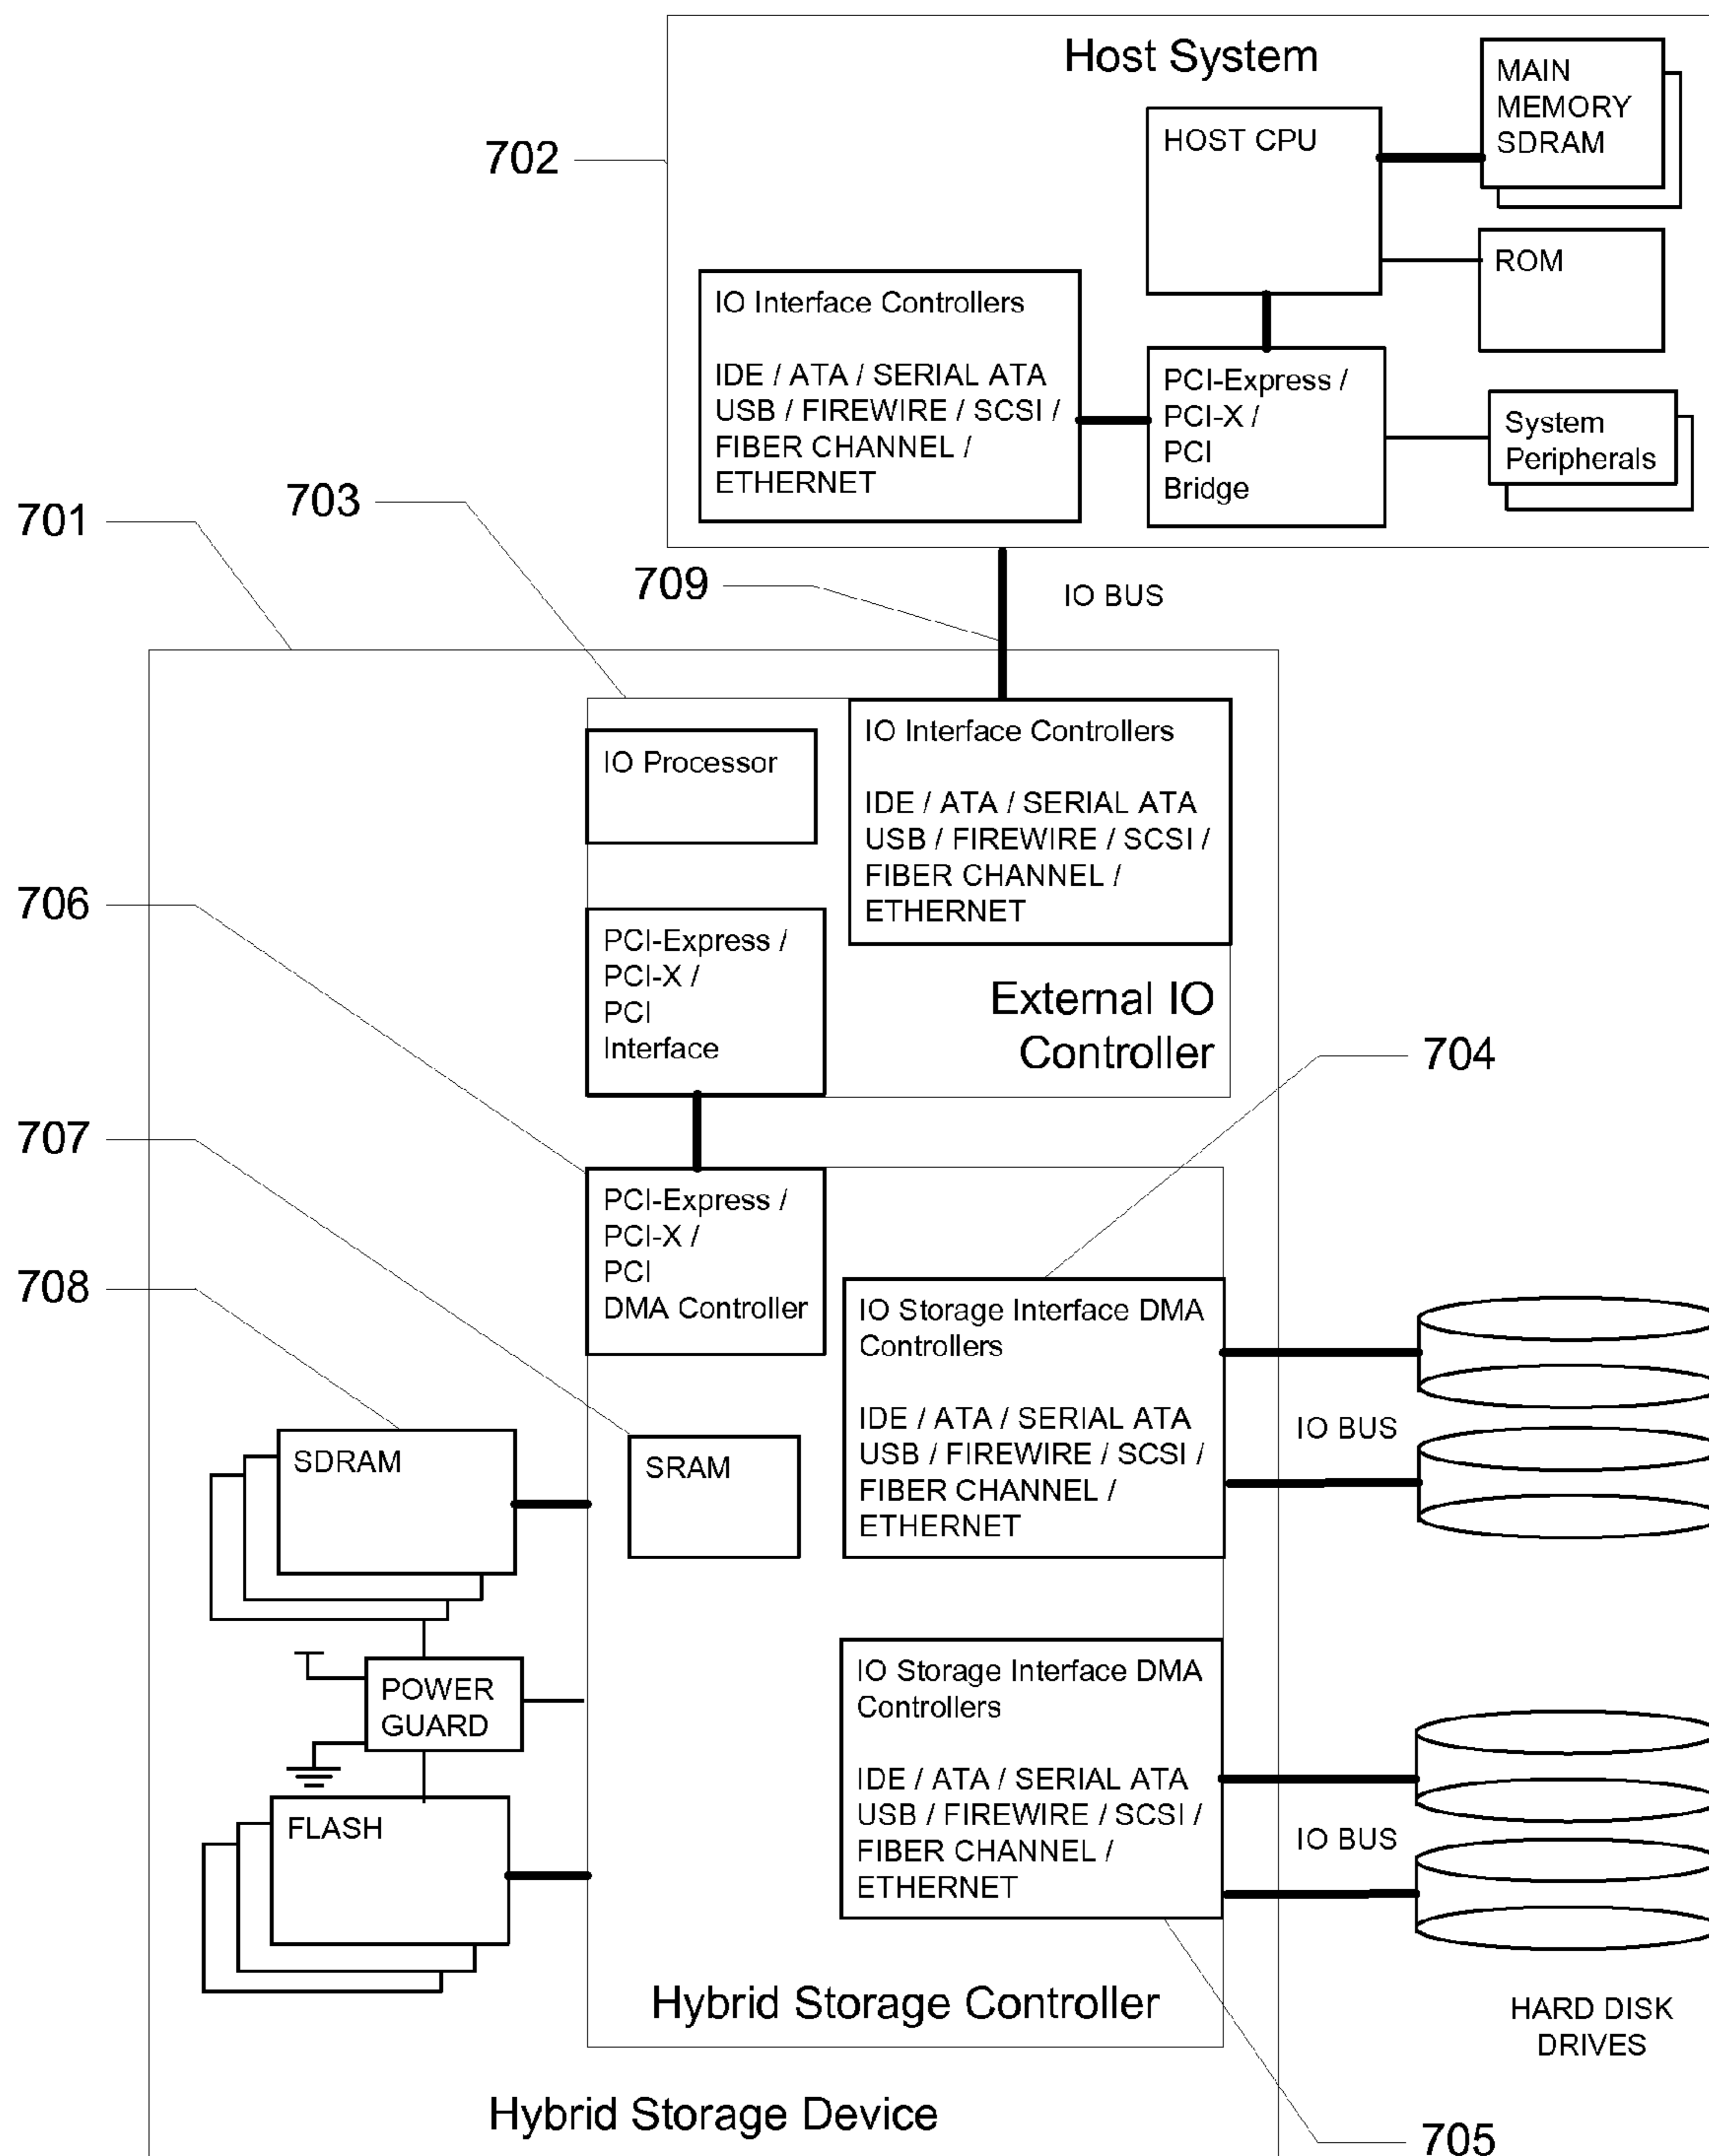 Host System
MAIN
MEMORY
SDRAM
HOST CPU
702
ROM
IO Interface Controllers
IDE / ATA / SERIAL ATA
USB / FIREWIRE / SCSI /
FIBER CHANNEL /
ETHERNET
PCI-Express /
PCI-X /
PCI
Bridge
System
Peripherals
703
701
709
IO BUS
IO Processor
IO Interface Controllers
IDE / ATA / SERIAL ATA
USB / FIREWIRE / SCSI /
FIBER CHANNEL /
ETHERNET
706
PCI-Express /
PCI-X /
PCI
Interface
External IO
Controller
704
707
PCI-Express /
PCI-X /
PCI
DMA Controller
708
IO Storage Interface DMA
Controllers
IDE / ATA / SERIAL ATA
USB / FIREWIRE / SCSI /
FIBER CHANNEL /
ETHERNET
IO BUS
SDRAM
SRAM
POWER
GUARD
IO Storage Interface DMA
Controllers
IDE / ATA / SERIAL ATA
USB / FIREWIRE / SCSI /
FIBER CHANNEL /
ETHERNET
IO BUS
FLASH
Hybrid Storage Controller
HARD DISK
DRIVES
Hybrid Storage Device
705